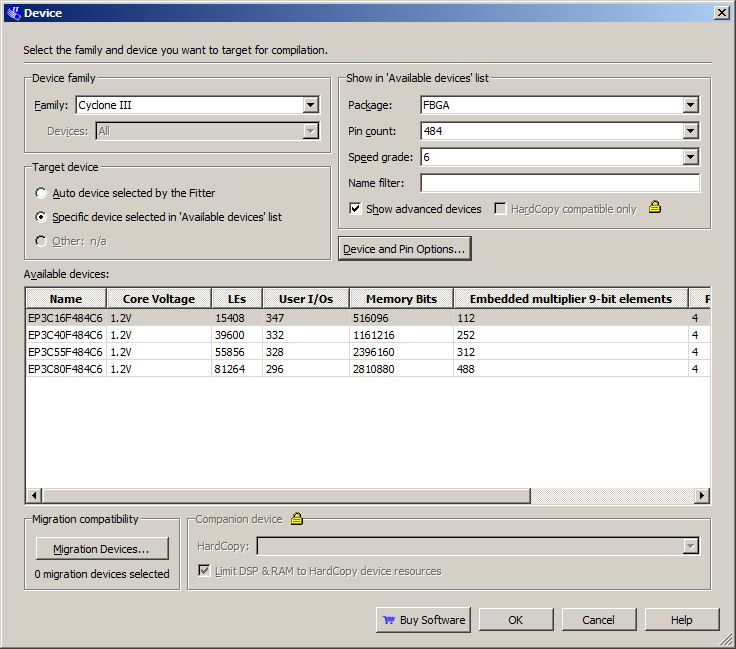 Device
Select the family and device you want to target for compilation.
Device family
Family: Cyclone III
Devices: All
Show in 'Available devices' list
Package: FBGA
Pin count: 484
Speed grade: 6
Name filter:
Show advanced devices HardCopy compatible only
Target device
Auto device selected by the Fitter
Specific device selected in 'Available devices' list
Other: n/a
Device and Pin Options...
Available devices:
Name Core Voltage LEs User I/Os Memory Bits Embedded multiplier 9-bit elements
EP3C16F484C6 1.2V 15408 347 516096 112 4
EP3C40F484C6 1.2V 39600 332 1161216 252 4
EP3C55F484C6 1.2V 55856 328 2396160 312 4
EP3C80F484C6 1.2V 81264 296 2810880 488 4
Migration compatibility
Migration Devices...
0 migration devices selected
Companion device
HardCopy:
Limit DSP & RAM to HardCopy device resources
Buy Software OK Cancel Help